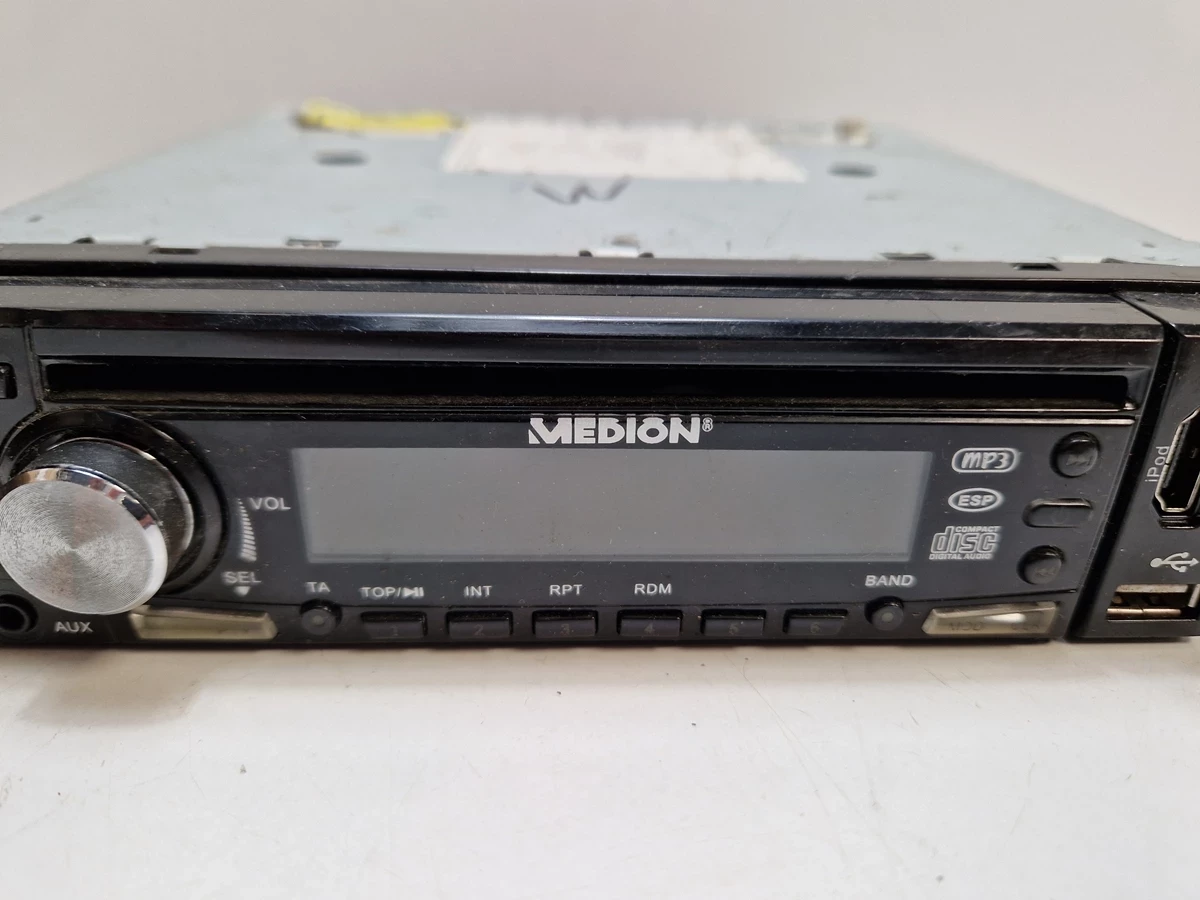 W
MEDION®
MP3
iPod
ESP
VOL
COMPACT
disc
DIGITAL AUDIO
SEL
TA
TOP/⏯
INT
RPT
RDM
BAND
AUX
1
2
3
4
5
6